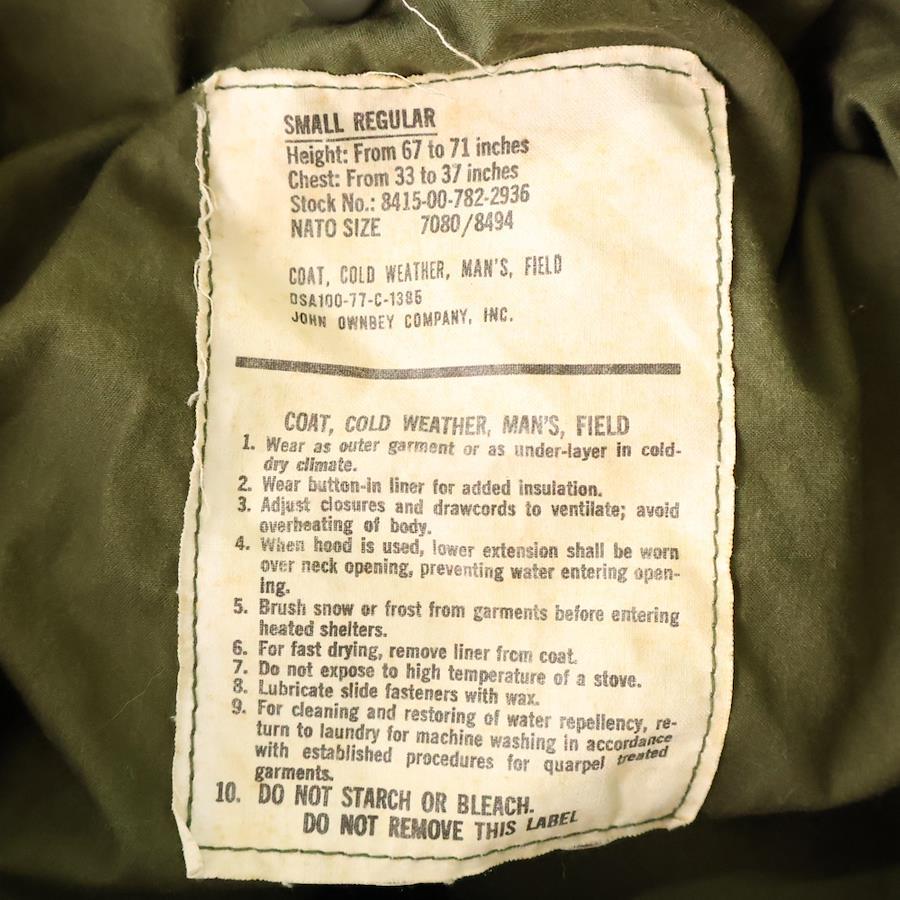 SMALL REGULAR
Height: From 67 to 71 inches
Chest: From 33 to 37 inches
Stock No.: 8415-00-782-2936
NATO SIZE 7080/8494
COAT, COLD WEATHER, MAN'S, FIELD
DSA100-77-C-1386
JOHN OWNBEY COMPANY, INC.
COAT, COLD WEATHER, MAN'S, FIELD
1. Wear as outer garment or as under-layer in cold-
dry climate.
2. Wear button-in liner for added insulation.
3. Adjust closures and drawcords to ventilate; avoid
overheating of body.
4. When hood is used, lower extension shall be worn
over neck opening, preventing water entering open-
ing.
5. Brush snow or frost from garments before entering
heated shelters.
6. For fast drying, remove liner from coat.
7. Do not expose to high temperature of a stove.
8. Lubricate slide fasteners with wax.
9. For cleaning and restoring of water repellency, re-
turn to laundry for machine washing in accordance
with established procedures for quarpel treated
garments.
10. DO NOT STARCH OR BLEACH.
DO NOT REMOVE THIS LABEL